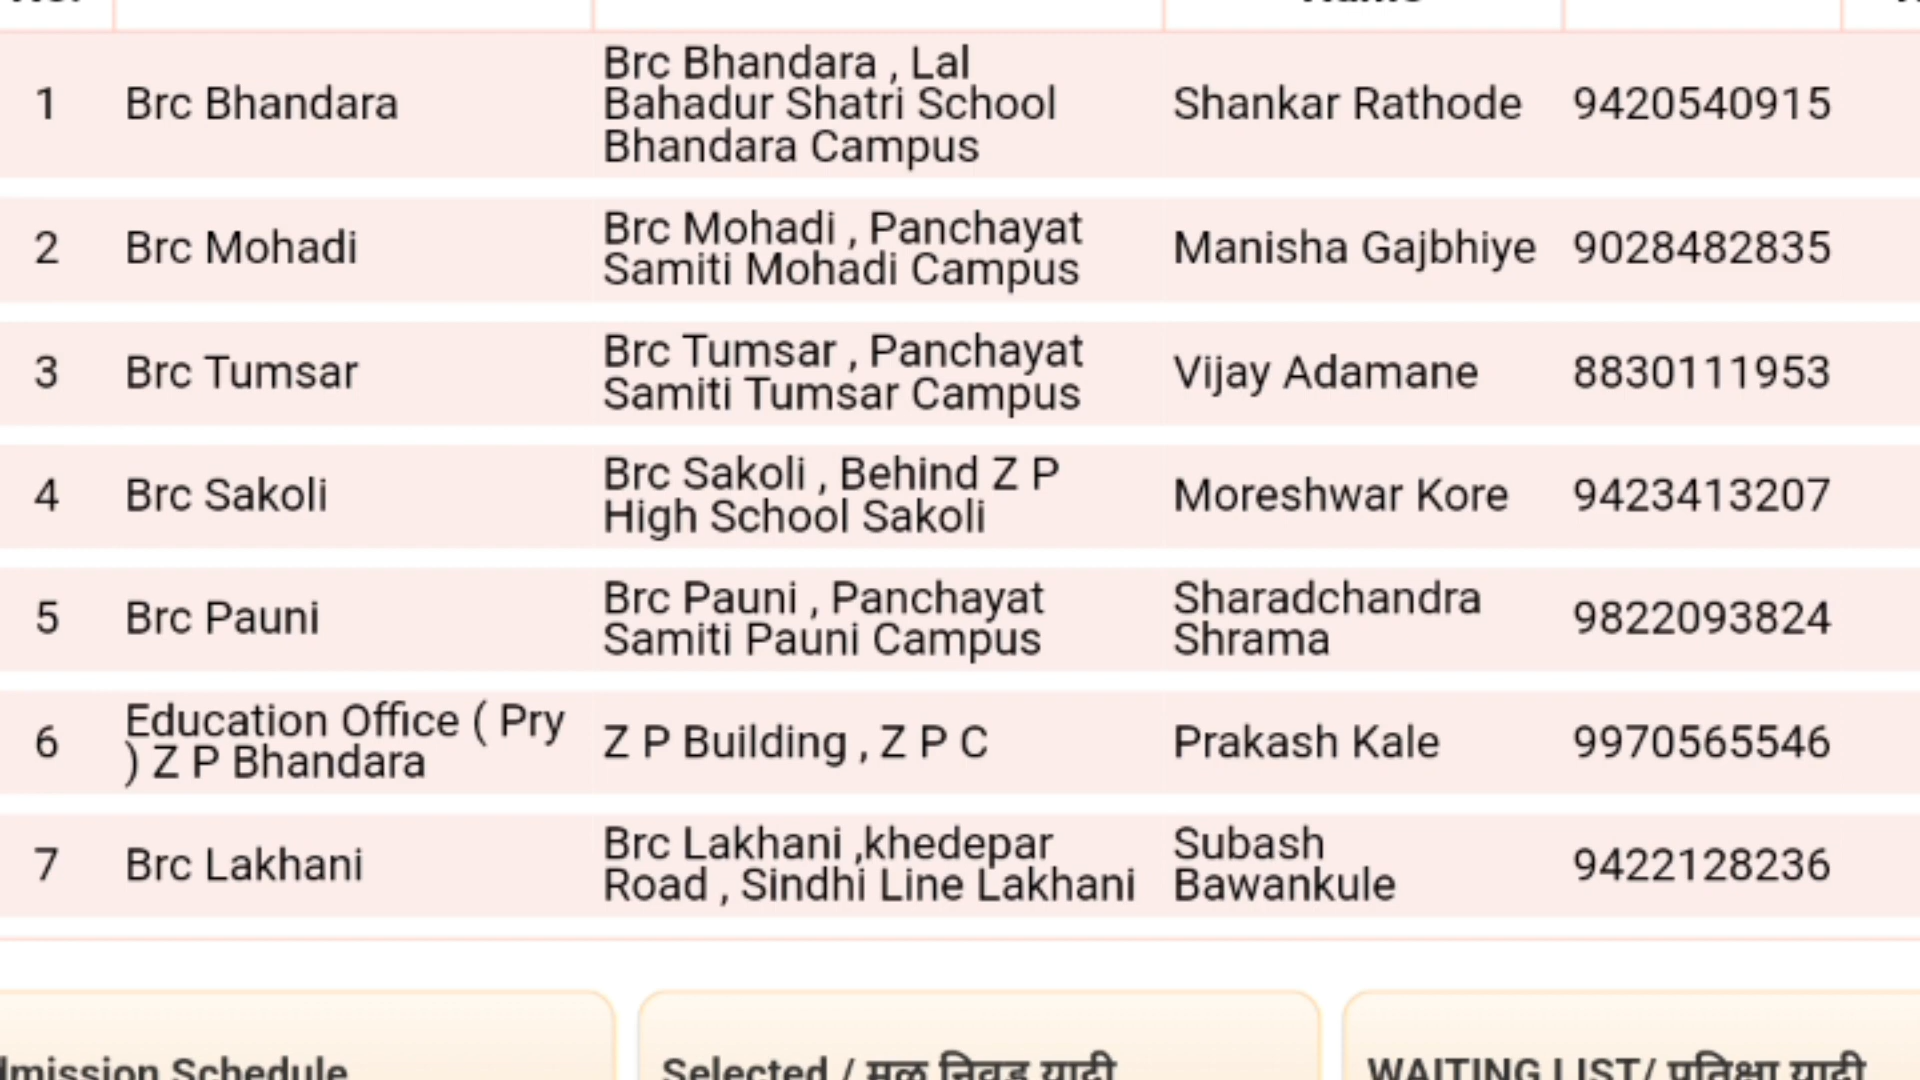 1 Brc Bhandara Brc Bhandara , Lal Bahadur Shatri School Bhandara Campus Shankar Rathode 9420540915
2 Brc Mohadi Brc Mohadi , Panchayat Samiti Mohadi Campus Manisha Gajbhiye 9028482835
3 Brc Tumsar Brc Tumsar , Panchayat Samiti Tumsar Campus Vijay Adamane 8830111953
4 Brc Sakoli Brc Sakoli , Behind Z P High School Sakoli Moreshwar Kore 9423413207
5 Brc Pauni Brc Pauni , Panchayat Samiti Pauni Campus Sharadchandra Shrama 9822093824
6 Education Office ( Pry ) Z P Bhandara Z P Building , Z P C Prakash Kale 9970565546
7 Brc Lakhani Brc Lakhani ,khedepar Road , Sindhi Line Lakhani Subash Bawankule 9422128236
dmission Schedule Selected / मूळ निवड यादी WAITING LIST/ प्रतिक्षा यादी